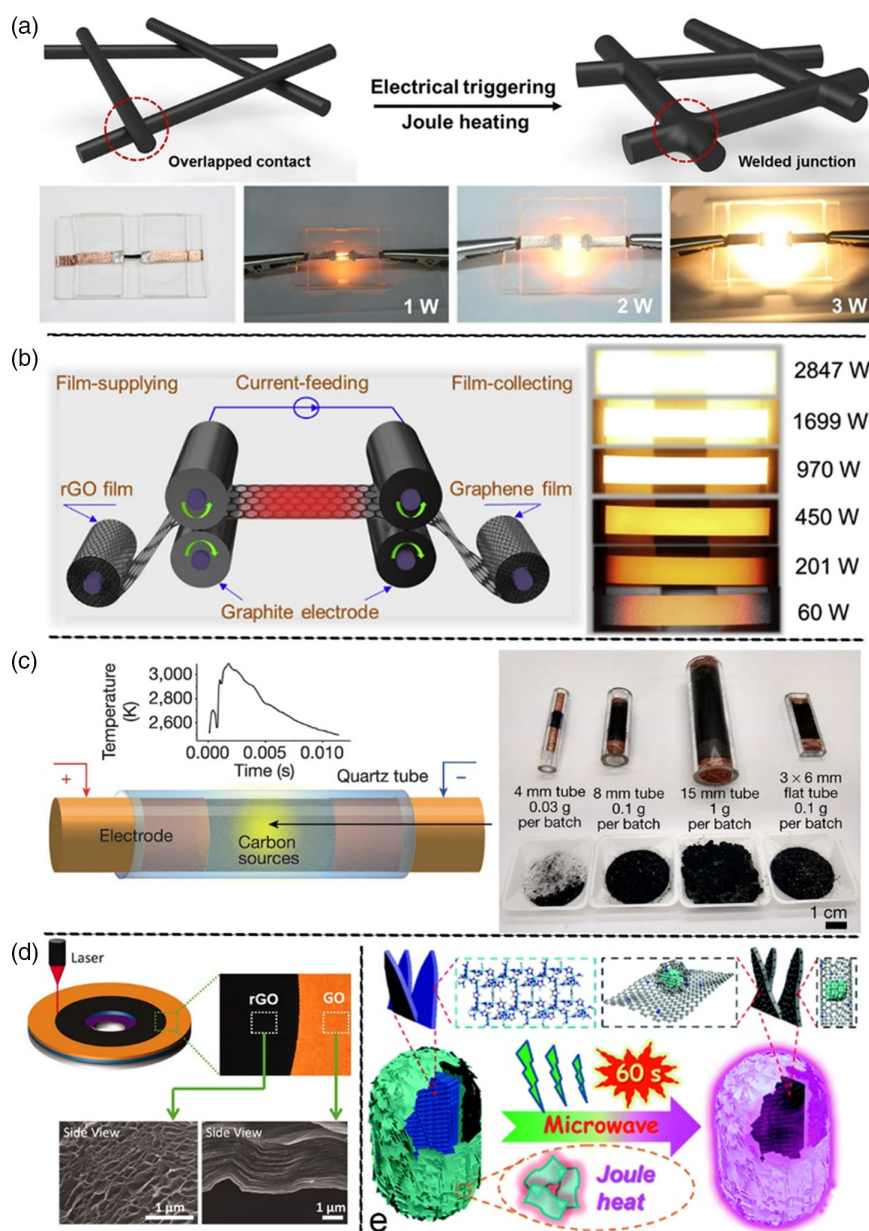 (a)
Electrical triggering
Joule heating
Overlapped contact
Welded junction
1 W
2 W
3 W
(b)
Film-supplying
Current-feeding
Film-collecting
rGO film
Graphene film
Graphite electrode
2847 W
1699 W
970 W
450 W
201 W
60 W
(c)
Temperature
(K)
3,000
2,800
2,600
0.000
0.005
0.010
Time (s)
Quartz tube
+
−
Electrode
Carbon
sources
4 mm tube
0.03 g
per batch
8 mm tube
0.1 g
per batch
15 mm tube
1 g
per batch
3 × 6 mm
flat tube
0.1 g
per batch
1 cm
(d)
Laser
rGO
GO
Side View
1 µm
Side View
1 µm
60 s
Microwave
Joule
heat
e